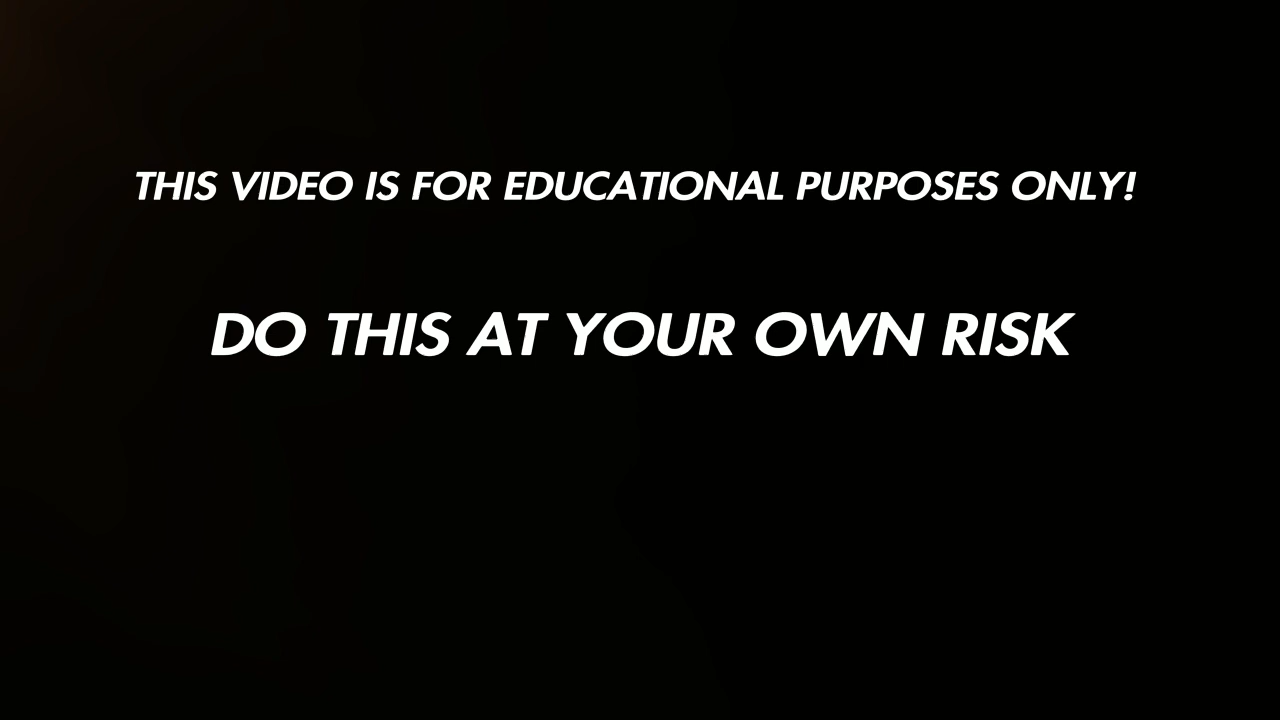 THIS VIDEO IS FOR EDUCATIONAL PURPOSES ONLY!
DO THIS AT YOUR OWN RISK